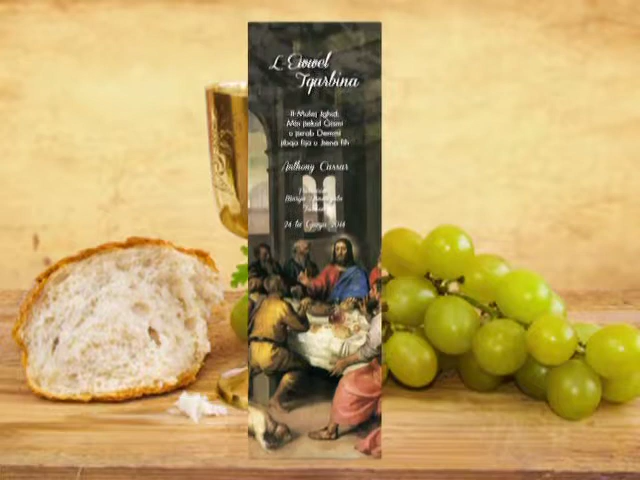 L-Ewwel
Tqarbina
Il-Mulej Jghid:
Min jiekol Gismi
u jixrob Demmi
jibqa fija u Jiena fih
Anthony Cassar
24 ta Gunju 2014